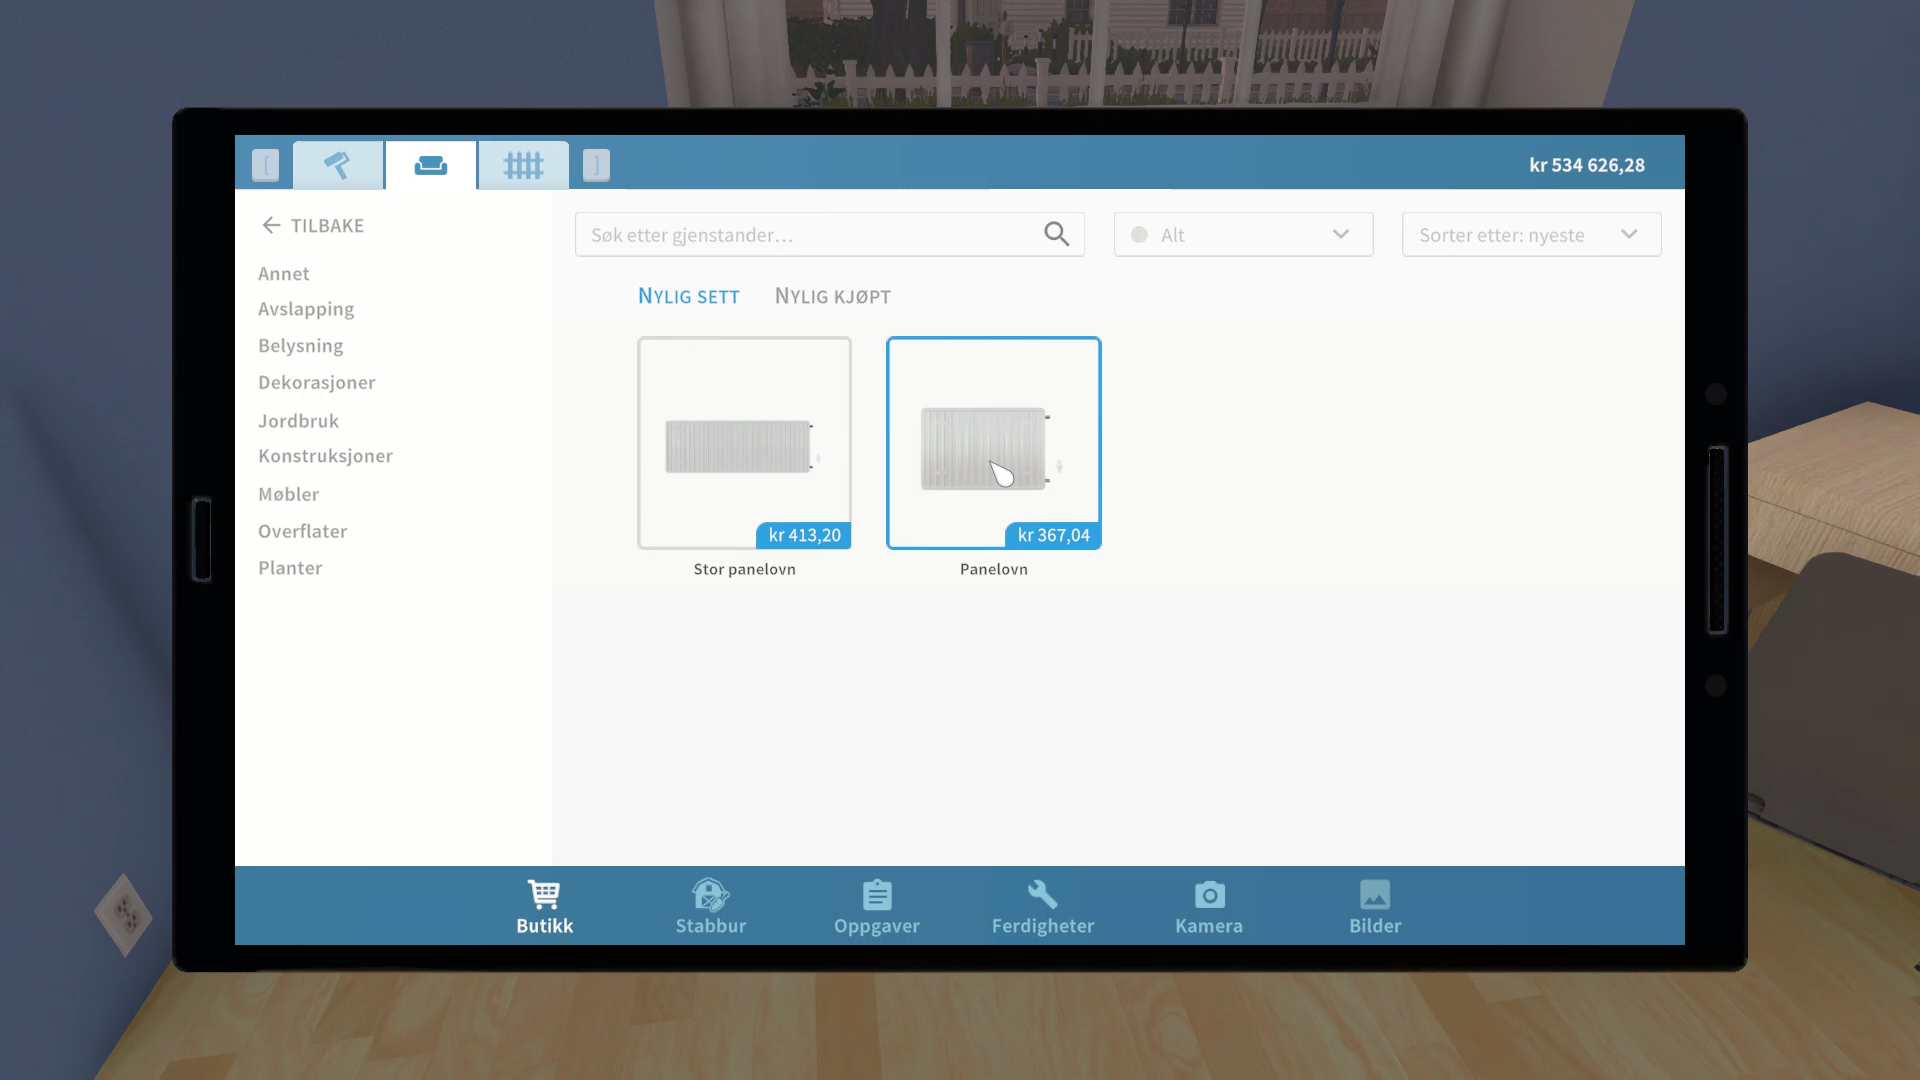 [
]
kr 534 626,28
TILBAKE
Annet
Avslapping
Belysning
Dekorasjoner
Jordbruk
Konstruksjoner
Møbler
Overflater
Planter
Søk etter gjenstander...
Alt
Sorter etter: nyeste
NYLIG SETT
NYLIG KJØPT
kr 413,20
Stor panelovn
kr 367,04
Panelovn
Butikk
Stabbur
Oppgaver
Ferdigheter
Kamera
Bilder